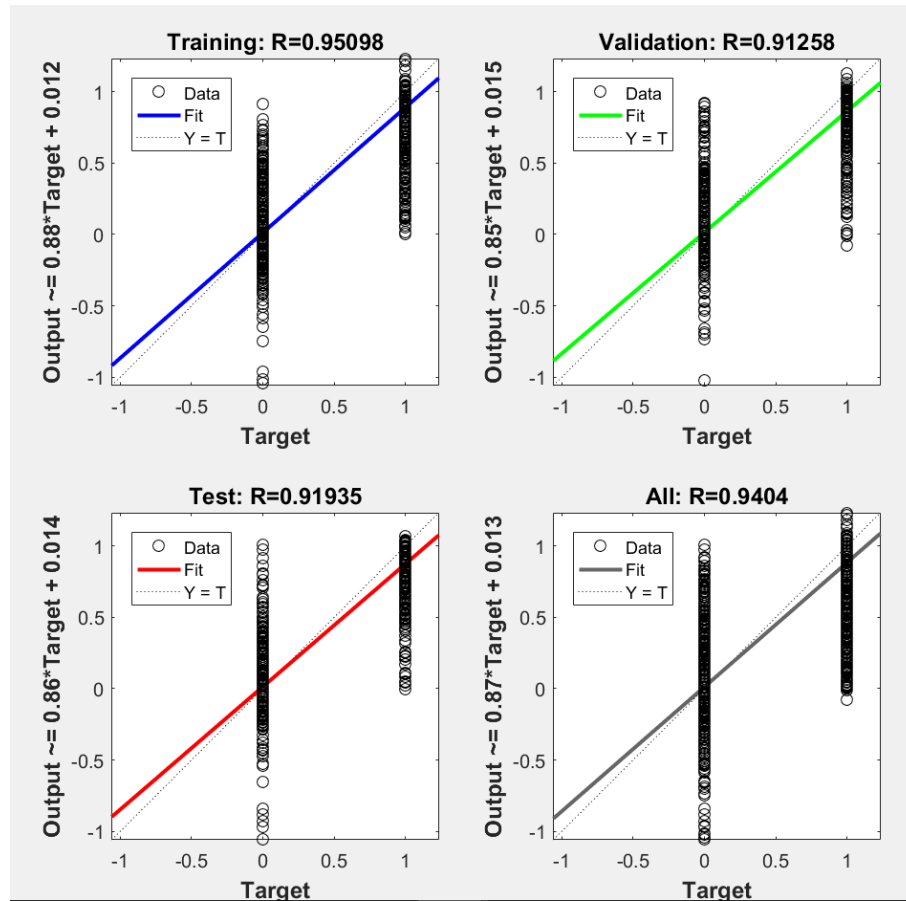 Training: R=0.95098
Output ~= 0.88*Target + 0.012
Data
Fit
Y = T
1
0.5
0
-0.5
-1
-1 -0.5 0 0.5 1
Target
Validation: R=0.91258
Output ~= 0.85*Target + 0.015
Data
Fit
Y = T
1
0.5
0
-0.5
-1
-1 -0.5 0 0.5 1
Target
Test: R=0.91935
Output ~= 0.86*Target + 0.014
Data
Fit
Y = T
1
0.5
0
-0.5
-1
-1 -0.5 0 0.5 1
Target
All: R=0.9404
Output ~= 0.87*Target + 0.013
Data
Fit
Y = T
1
0.5
0
-0.5
-1
-1 -0.5 0 0.5 1
Target